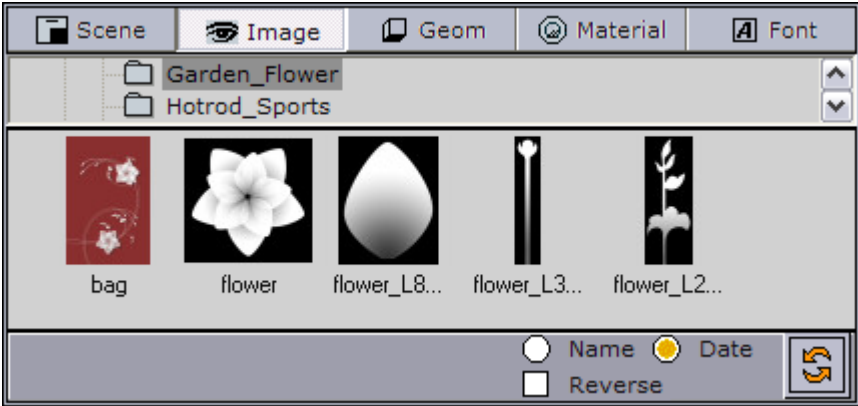 Scene Image Geom Material Font
Garden_Flower
Hotrod_Sports
bag flower flower_L8... flower_L3... flower_L2...
Name Date
Reverse